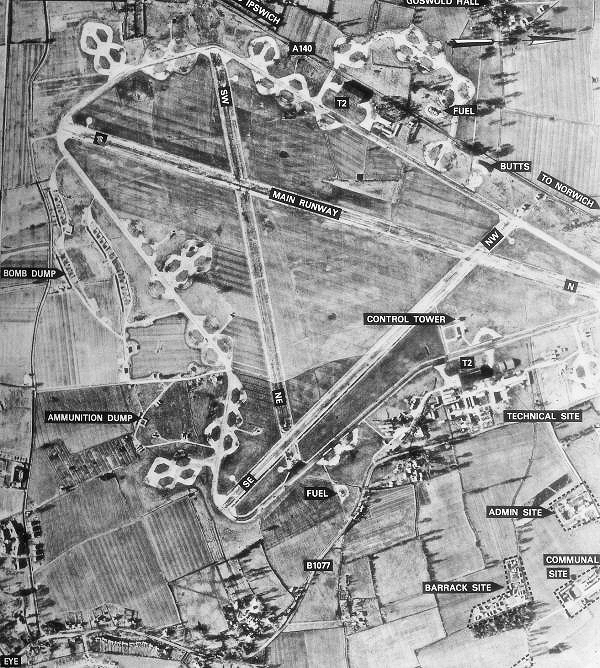 GOSWOLD HALL
IPSWICH
A140
SW
T2
FUEL
BUTTS
TO NORWICH
MAIN RUNWAY
NW
BOMB DUMP
N
CONTROL TOWER
T2
NE
AMMUNITION DUMP
TECHNICAL SITE
SE
FUEL
ADMIN SITE
B1077
COMMUNAL
SITE
BARRACK SITE
EYE